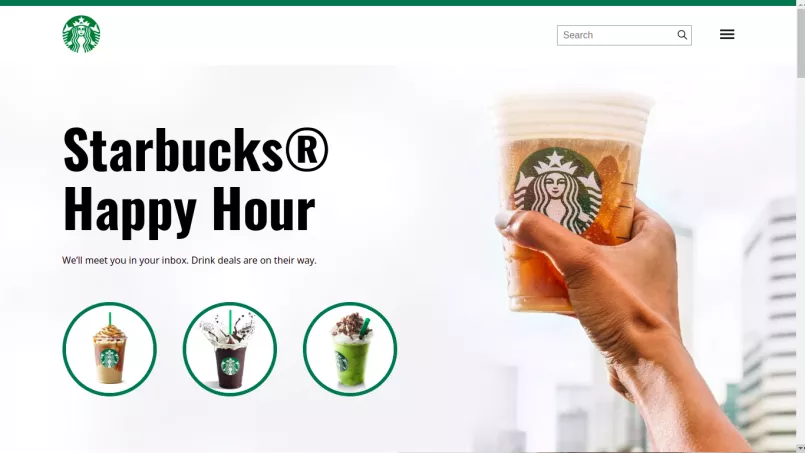 Search
Starbucks®
Happy Hour
We'll meet you in your inbox. Drink deals are on their way.